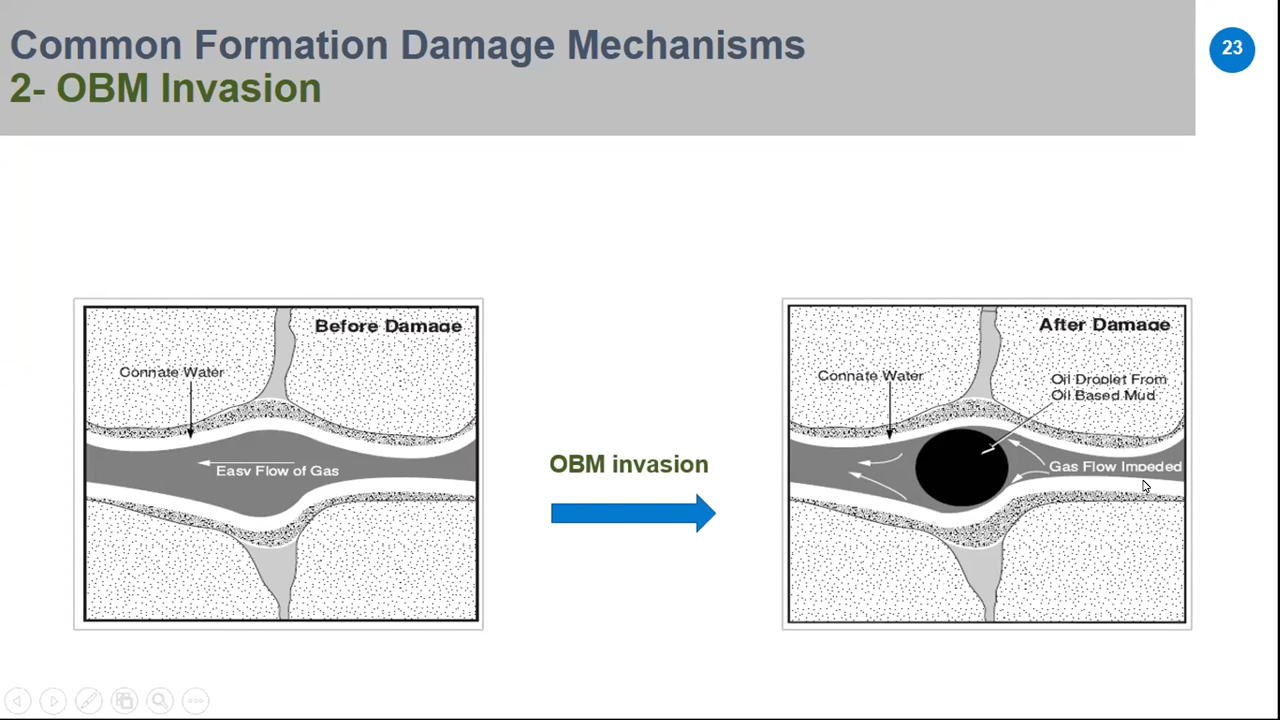 Common Formation Damage Mechanisms
2- OBM Invasion
23
Before Damage
Connate Water
Easy Flow of Gas
OBM invasion
After Damage
Connate Water
Oil Droplet From
Oil Based Mud
Gas Flow Impeded